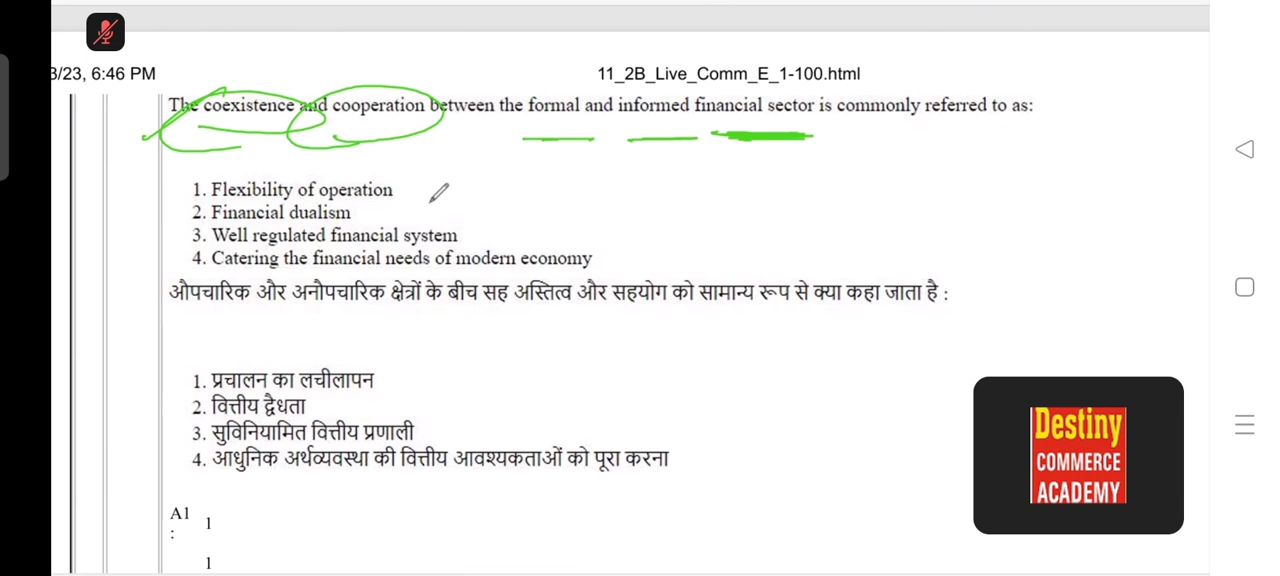 3/23, 6:46 PM 11_2B_Live_Comm_E_1-100.html
The coexistence and cooperation between the formal and informed financial sector is commonly referred to as:
1. Flexibility of operation
2. Financial dualism
3. Well regulated financial system
4. Catering the financial needs of modern economy
औपचारिक और अनौपचारिक क्षेत्रों के बीच सह अस्तित्व और सहयोग को सामान्य रूप से क्या कहा जाता है :
1. प्रचालन का लचीलापन
2. वित्तीय द्वैधता
3. सुविनियामित वित्तीय प्रणाली
4. आधुनिक अर्थव्यवस्था की वित्तीय आवश्यकताओं को पूरा करना
Destiny
COMMERCE
ACADEMY
A1 1
:
1